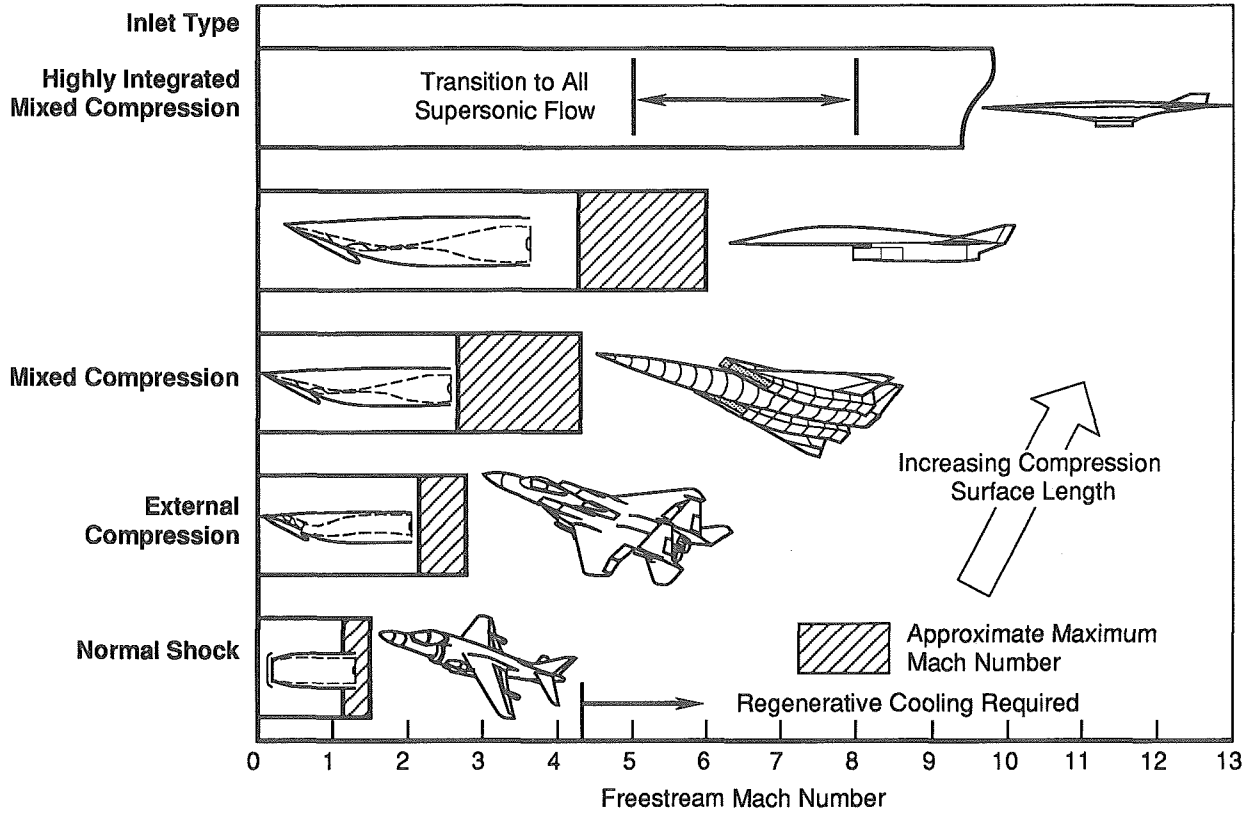 Inlet Type
Highly Integrated
Mixed Compression
Transition to All
Supersonic Flow
Mixed Compression
Increasing Compression
Surface Length
External
Compression
Normal Shock
Approximate Maximum
Mach Number
Regenerative Cooling Required
0 1 2 3 4 5 6 7 8 9 10 11 12 13
Freestream Mach Number